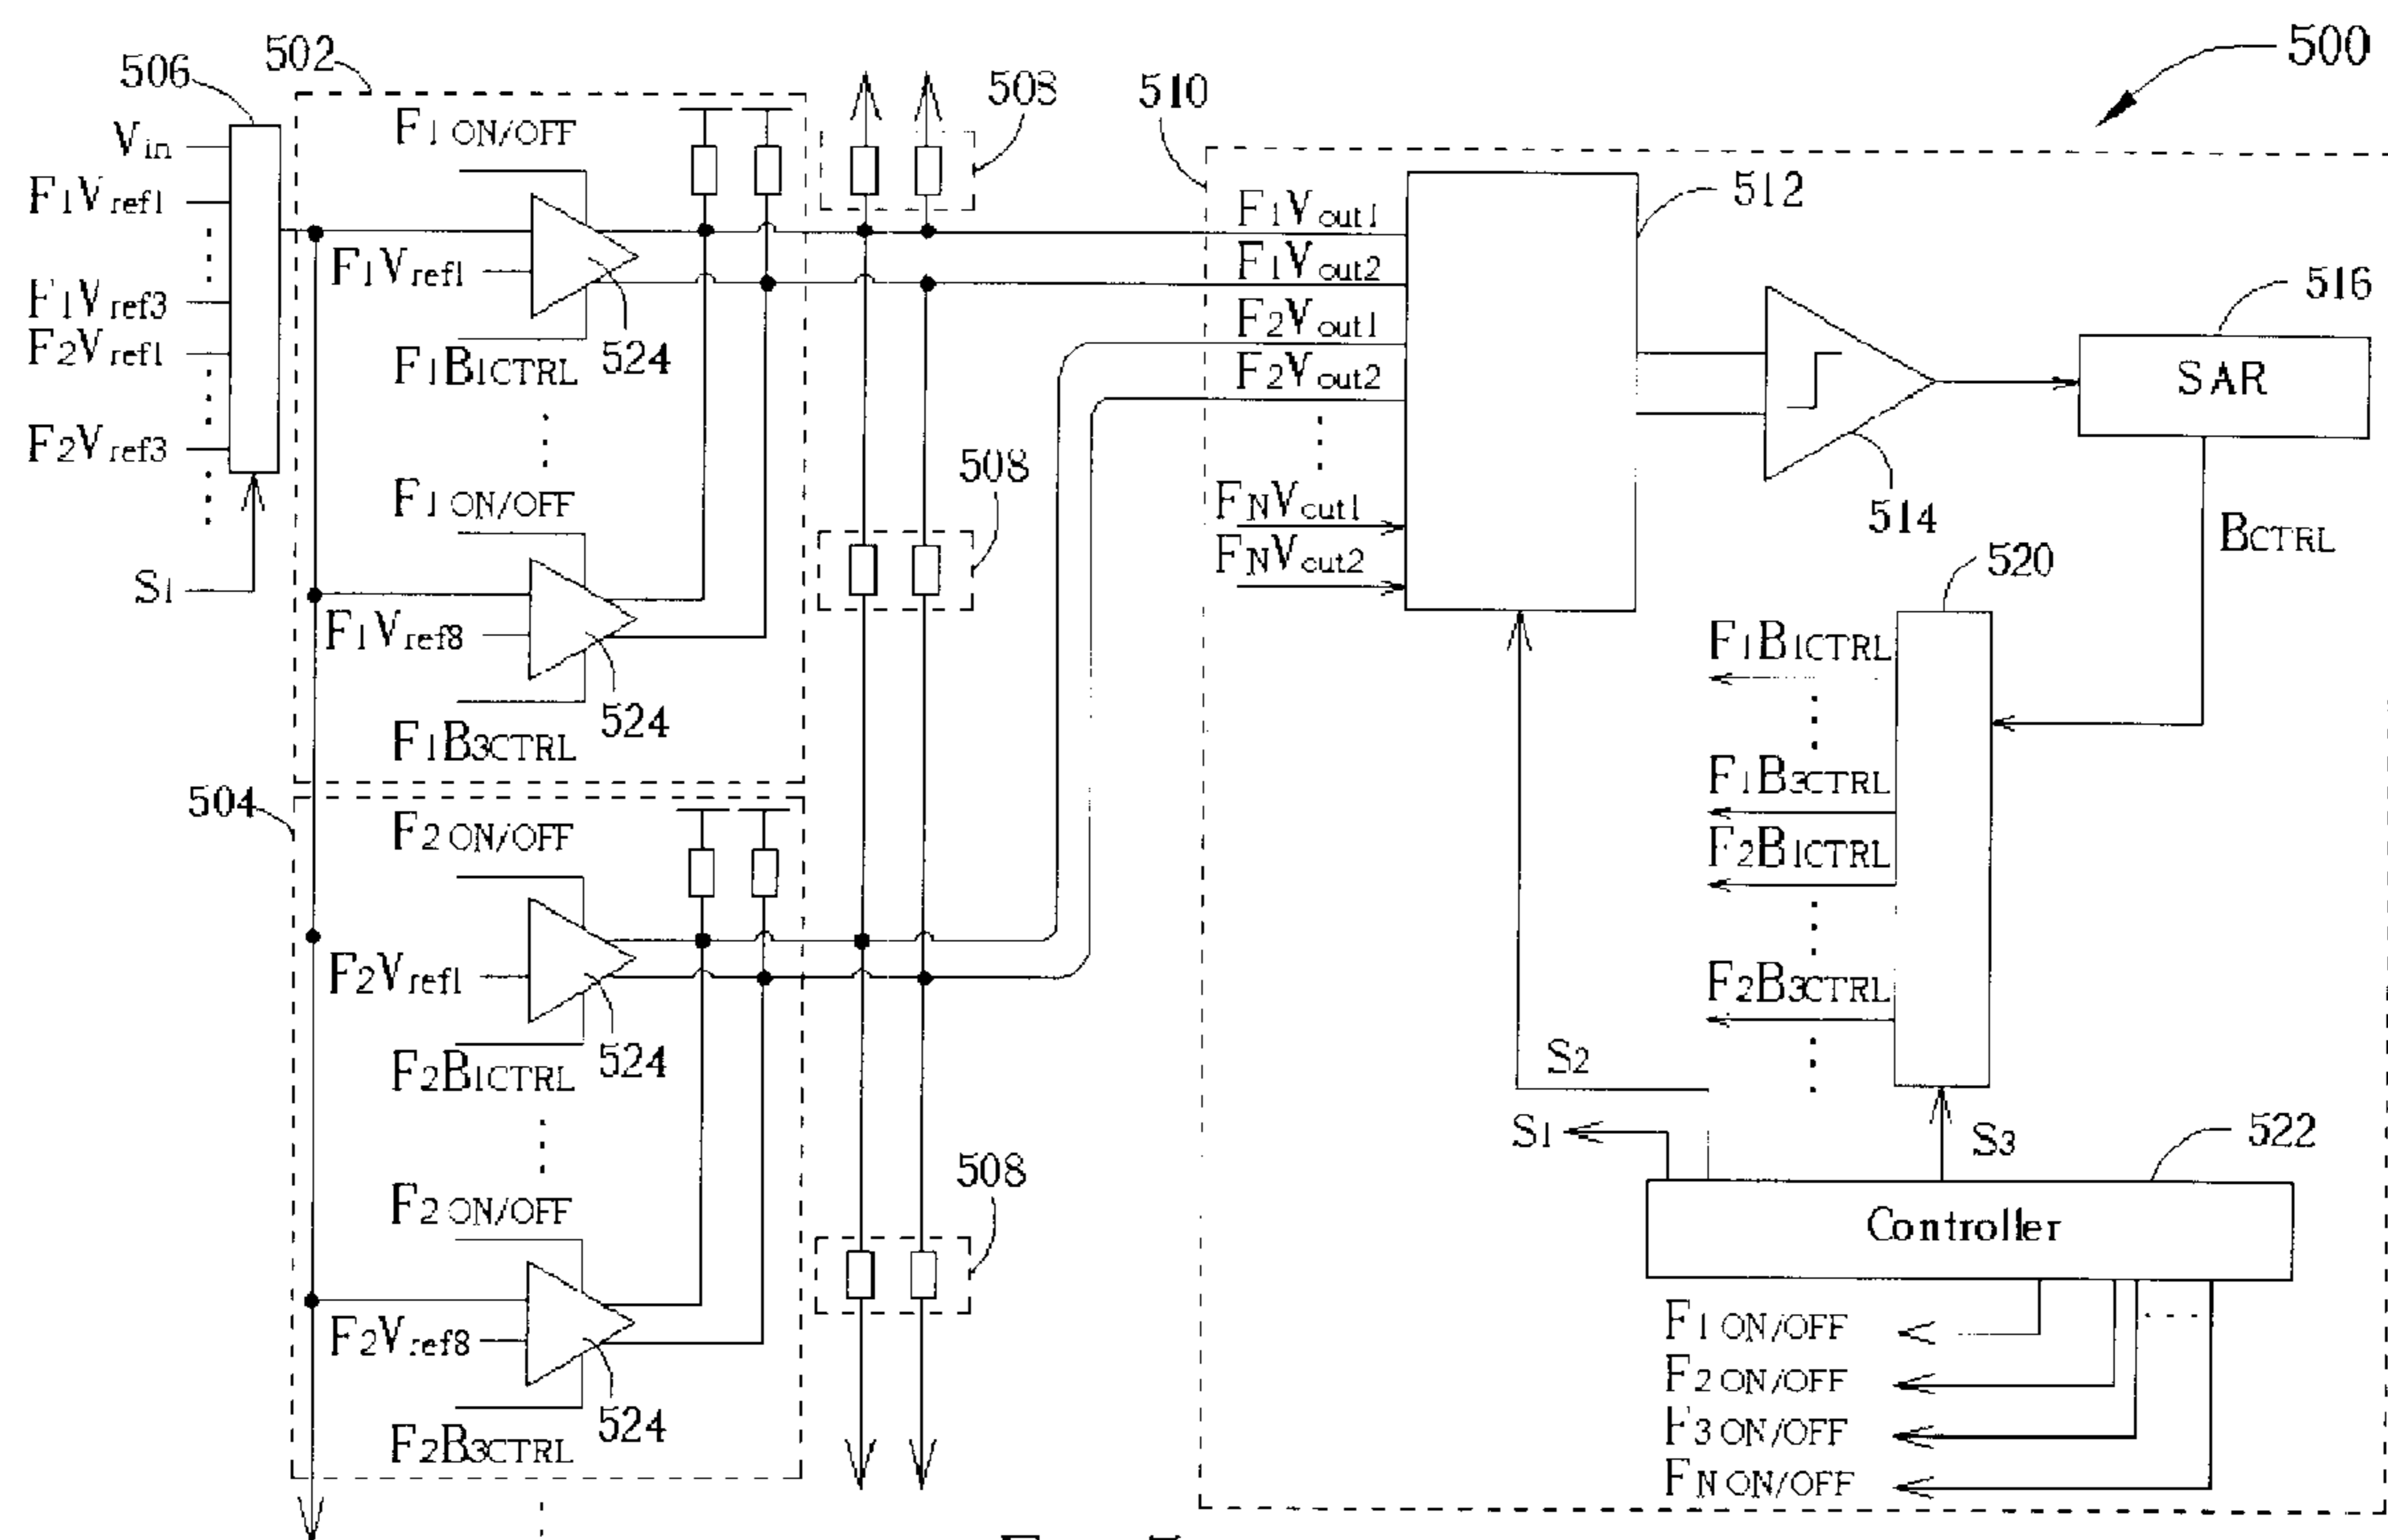 500
506
502
508
510
Vin
F1Vref1
F1Vref3
F2Vref1
F2Vref3
S1
F1 ON/OFF
F1Vref1
524
F1B1CTRL
F1 ON/OFF
F1Vref8
524
F1B3CTRL
504
F2 ON/OFF
F2Vref1
524
F2B1CTRL
F2 ON/OFF
F2Vref8
524
F2B3CTRL
508
508
F1Vout1
F1Vout2
F2Vout1
F2Vout2
FNVout1
FNVout2
512
514
516
SAR
BCTRL
520
F1B1CTRL
F1B3CTRL
F2B1CTRL
F2B3CTRL
S2
S1
S3
522
Controller
F1 ON/OFF
F2 ON/OFF
F3 ON/OFF
FN ON/OFF